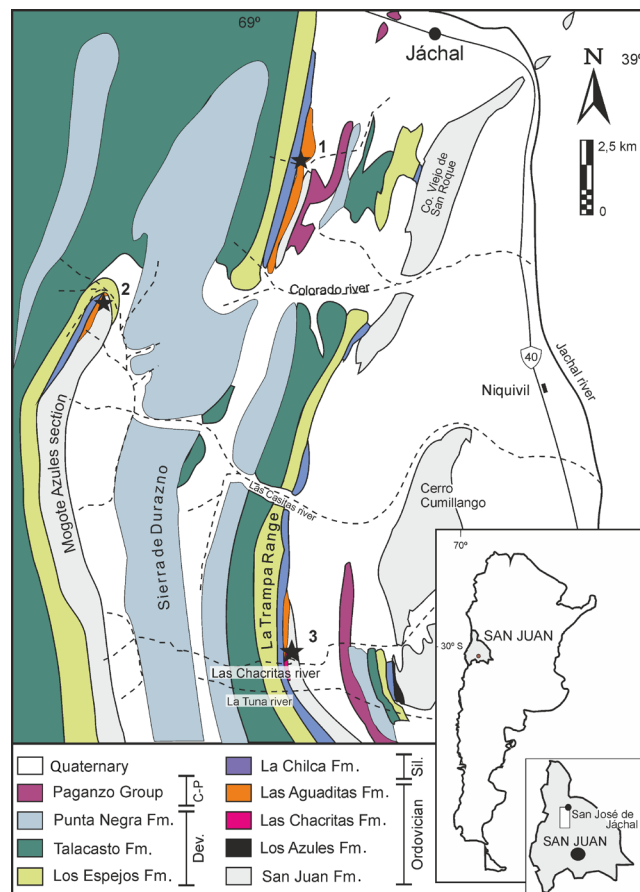 69º
Jáchal
N
39º
2,5 km
0
1
Co. Viejo de
San Roque
2
Colorado river
40
Jachal river
Niquivil
Mogote Azules section
Sierra de Durazno
Las Casitas river
La Trampa Range
Cerro
Cumillango
3
Las Chacritas river
La Tuna river
70º
30º S
SAN JUAN
San José de
Jáchal
SAN JUAN
Quaternary
Paganzo Group
C-P
Punta Negra Fm.
Talacasto Fm.
Los Espejos Fm.
Dev.
La Chilca Fm.
Sil.
Las Aguaditas Fm.
Las Chacritas Fm.
Los Azules Fm.
San Juan Fm.
Ordovician